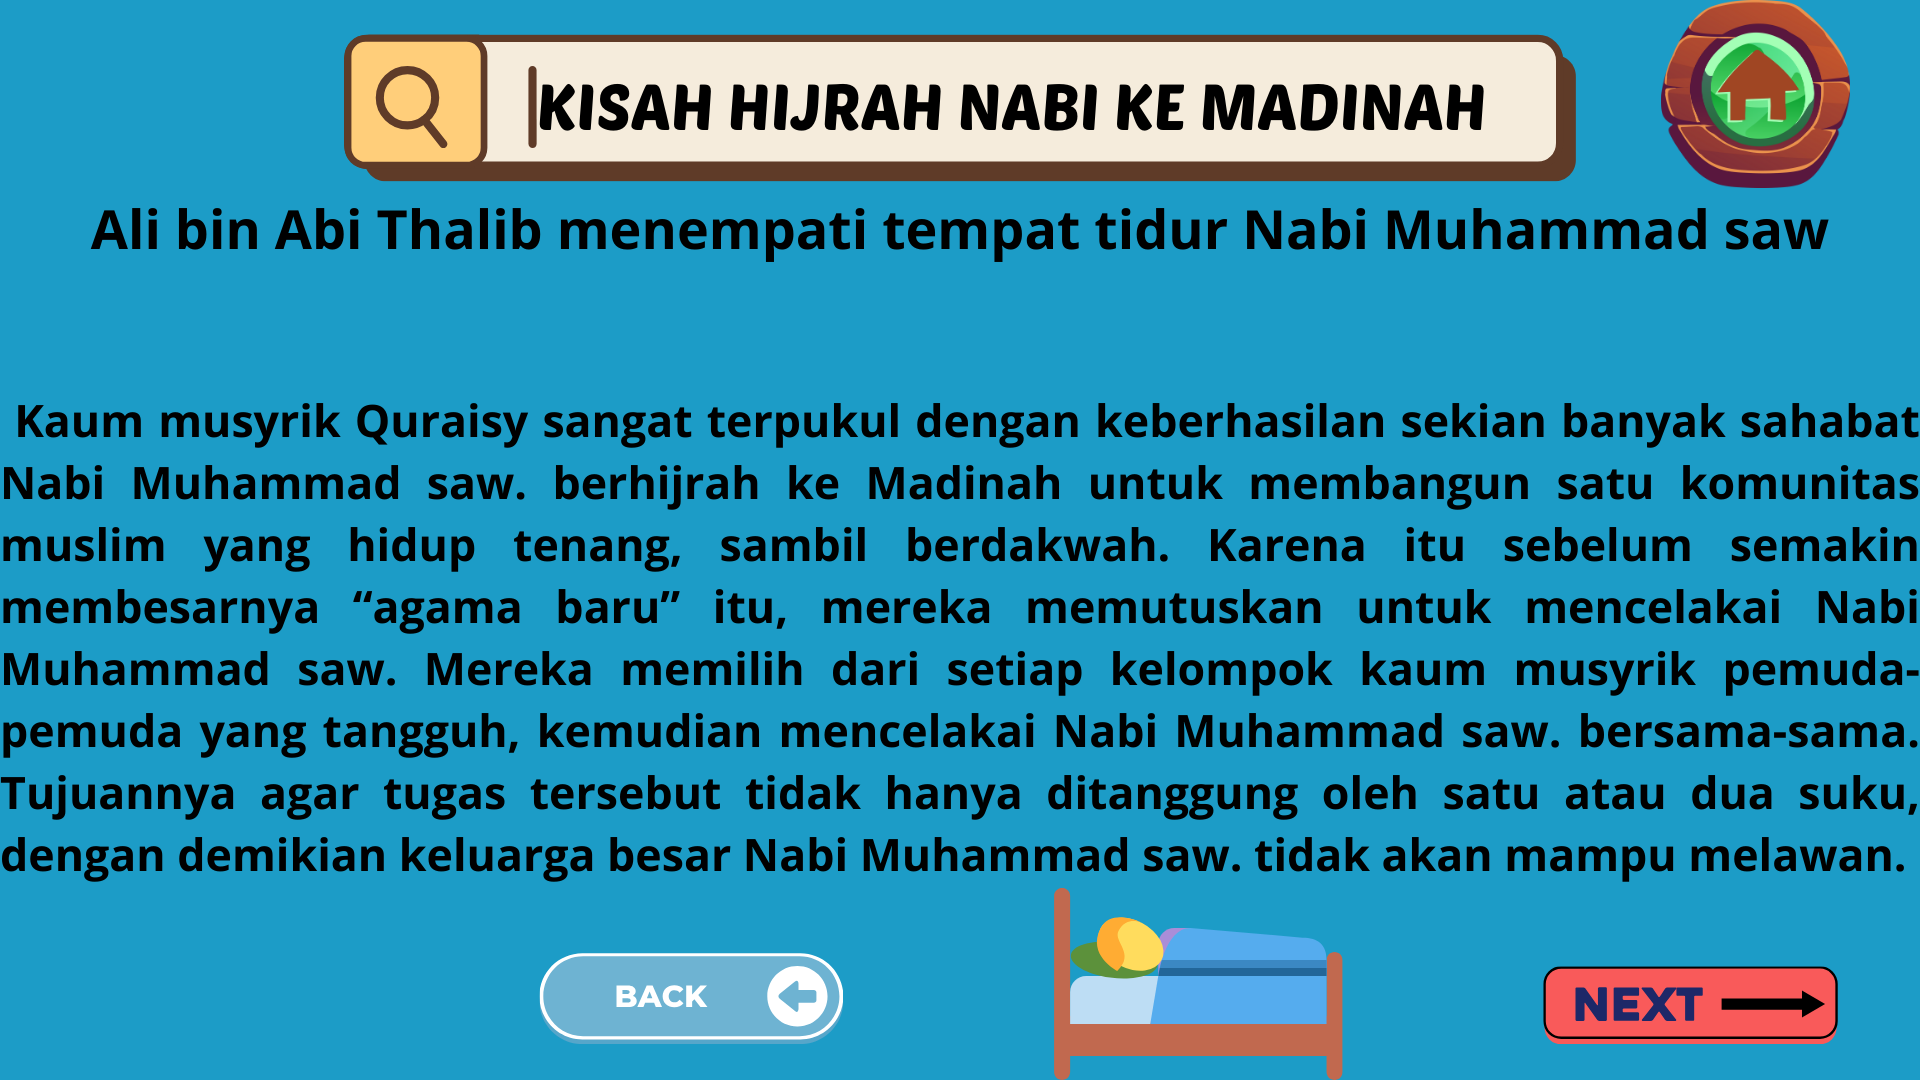 KISAH HIJRAH NABI KE MADINAH
Ali bin Abi Thalib menempati tempat tidur Nabi Muhammad saw
Kaum musyrik Quraisy sangat terpukul dengan keberhasilan sekian banyak sahabat
Nabi Muhammad saw. berhijrah ke Madinah untuk membangun satu komunitas
muslim yang hidup tenang, sambil berdakwah. Karena itu sebelum semakin
membesarnya “agama baru” itu, mereka memutuskan untuk mencelakai Nabi
Muhammad saw. Mereka memilih dari setiap kelompok kaum musyrik pemuda-
pemuda yang tangguh, kemudian mencelakai Nabi Muhammad saw. bersama-sama.
Tujuannya agar tugas tersebut tidak hanya ditanggung oleh satu atau dua suku,
dengan demikian keluarga besar Nabi Muhammad saw. tidak akan mampu melawan.
BACK
NEXT